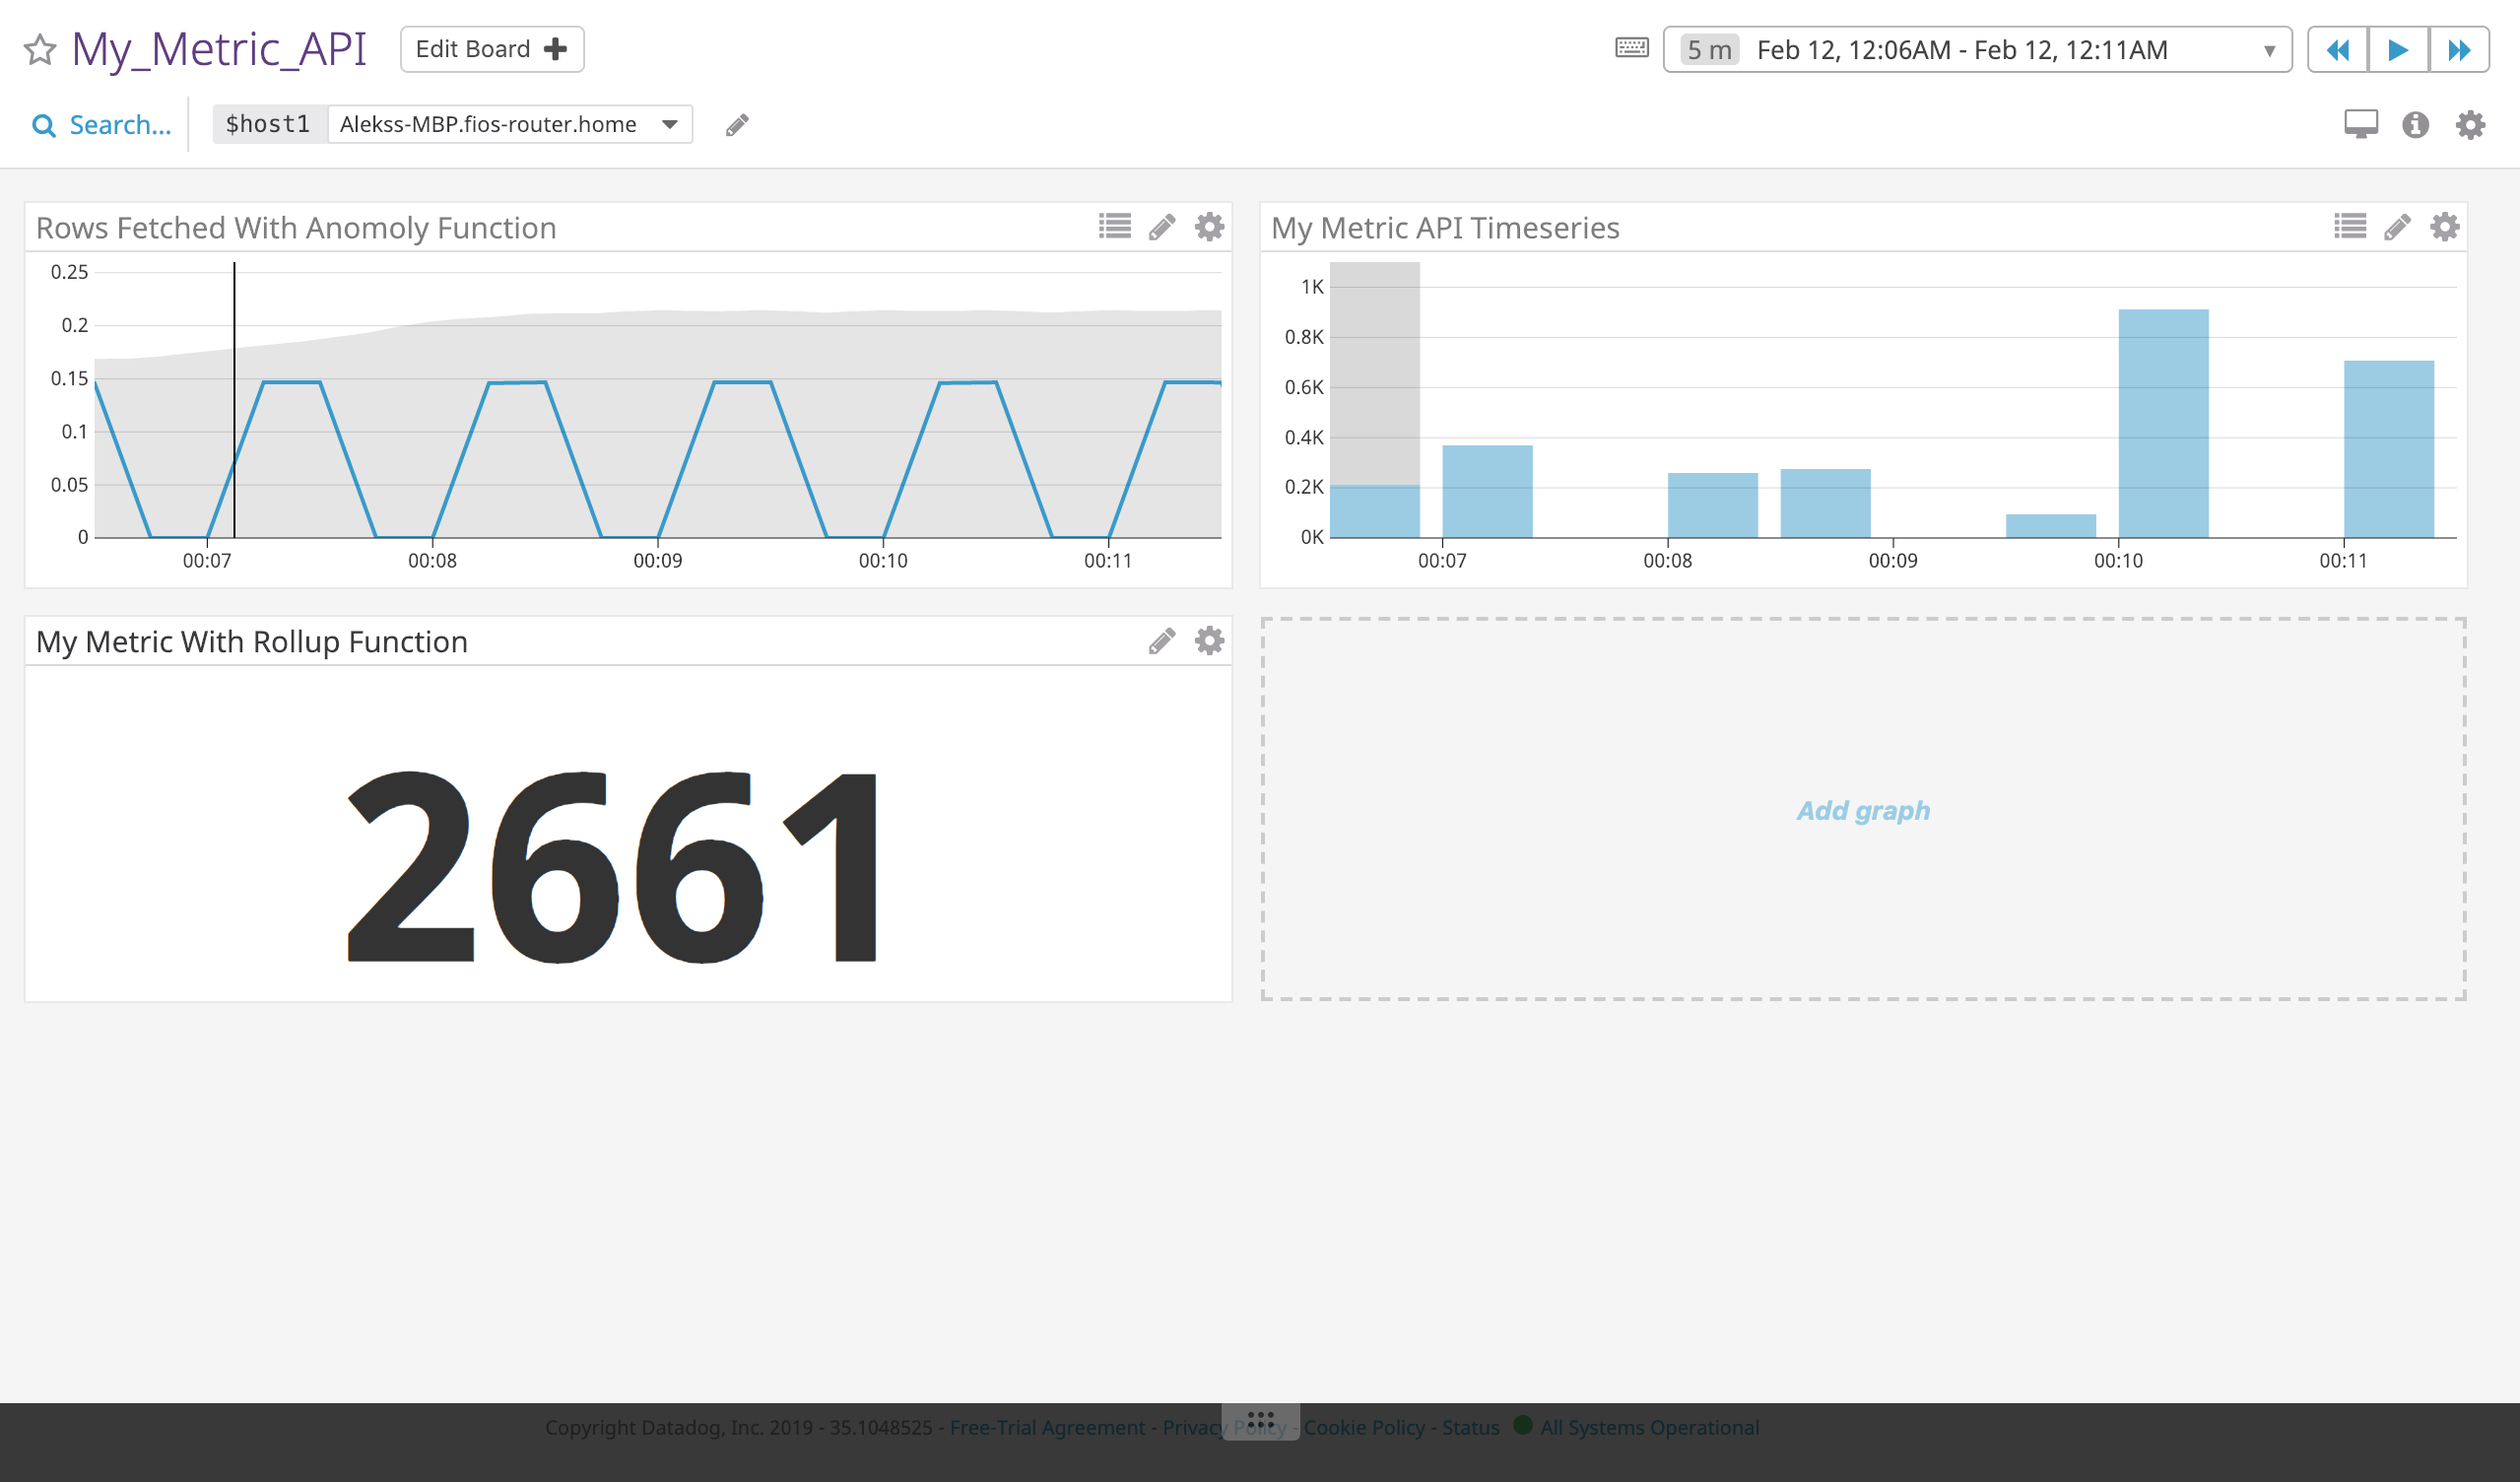 My_Metric_API Edit Board 5 m Feb 12, 12:06AM - Feb 12, 12:11AM
Search... $host1 Alekss-MBP.fios-router.home
Rows Fetched With Anomoly Function
0.25
0.2
0.15
0.1
0.05
0
00:07 00:08 00:09 00:10 00:11
My Metric API Timeseries
1K
0.8K
0.6K
0.4K
0.2K
0K
00:07 00:08 00:09 00:10 00:11
My Metric With Rollup Function
2661
Add graph
Copyright Datadog, Inc. 2019 - 35.1048525 - Free-Trial Agreement - Privacy Policy - Cookie Policy - Status All Systems Operational